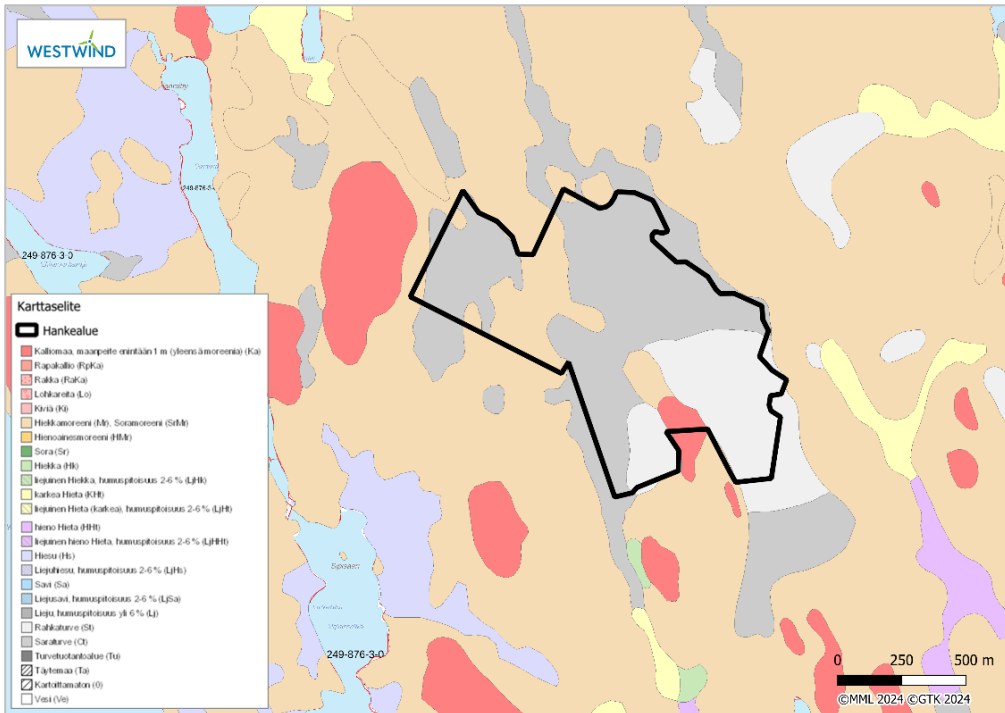 WESTWIND
249-876-3-
249-876-3-0
Karttaselite
Hankealue
Kalliomaa, maanpeite enintään 1 m (yleensä moreenia) (Ka)
Rapakallio (RpKa)
Rakka (RaKa)
Lohkareita (Lo)
Kiviä (Ki)
Hiekkamoreeni (Mr), Soramoreeni (SrMr)
Hienoainesmoreeni (HMr)
Sora (Sr)
Hiekka (Hk)
liejuinen Hiekka, humuspitoisuus 2-6 % (LjHk)
karkea Hieta (KHt)
liejuinen Hieta (karkea), humuspitoisuus 2-6 % (LjHt)
hieno Hieta (HHt)
liejuinen hieno Hieta, humuspitoisuus 2-6 % (LjHHt)
Hiesu (Hs)
Liejuhiesu, humuspitoisuus 2-6 % (LjHs)
Savi (Sa)
Liejusavi, humuspitoisuus 2-6 % (LjSa)
Lieju, humuspitoisuus yli 6 % (Lj)
Rahkaturve (St)
Saraturve (Ct)
Turvetuotantoalue (Tu)
Täytemaa (Ta)
Kartoittamaton (0)
Vesi (Ve)
249-876-3-0
0 250 500 m
©MML 2024 ©GTK 2024